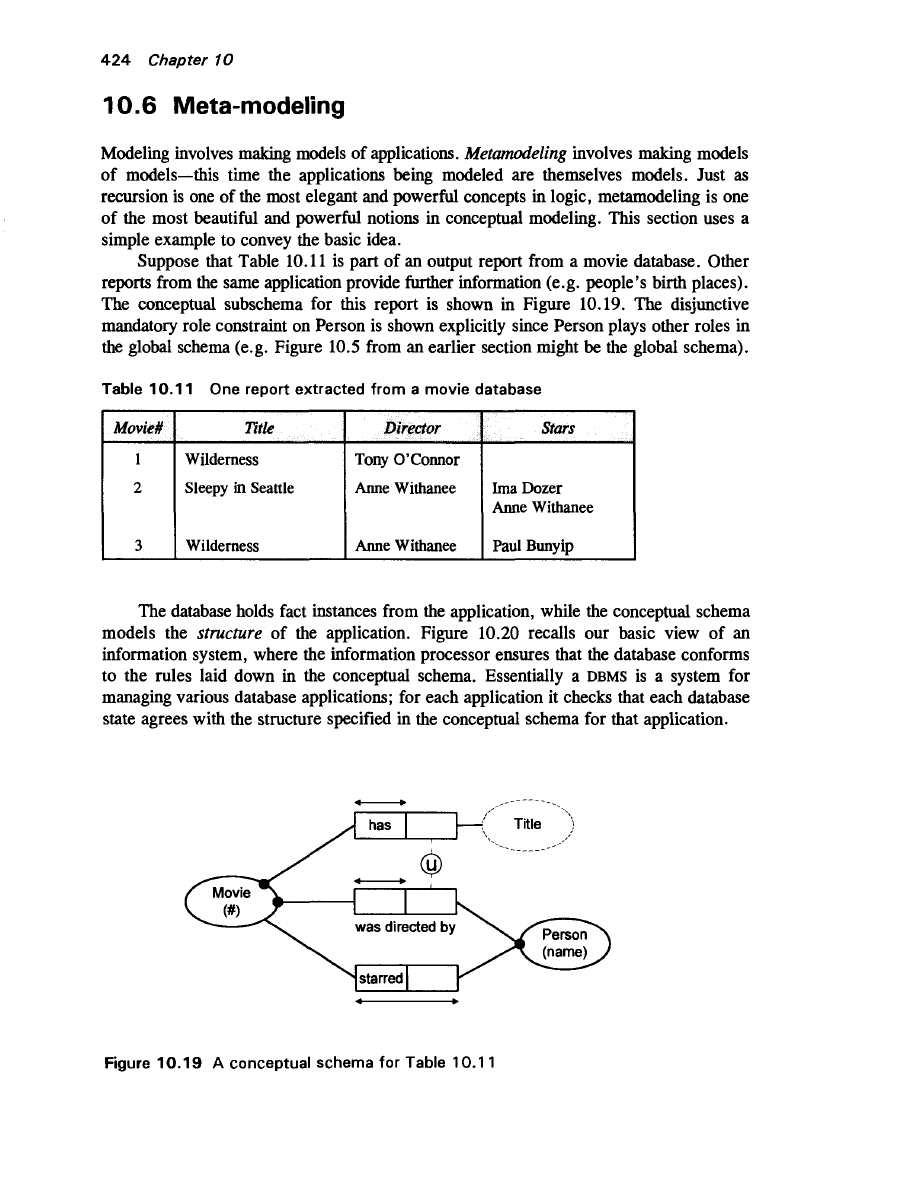 424 Chapter 10
10.6 Meta-modeling
Modeling involves making models of applications. Metamodeling involves making models
of models—this time the applications being modeled are themselves models. Just as
recursion is one of the most elegant and powerful concepts in logic, metamodeling is one
of the most beautiful and powerful notions in conceptual modeling. This section uses a
simple example to convey the basic idea.
Suppose that Table 10.11 is part of an output report from a movie database. Other
reports from the same application provide further information (e.g. people's birth places).
The conceptual subschema for this report is shown in Figure 10.19. The disjunctive
mandatory role constraint on Person is shown explicitly since Person plays other roles in
the global schema (e.g. Figure 10.5 from an earlier section might be the global schema).
Table 10.11 One report extracted from a movie database
Movie# Title Director Stars
1 Wilderness Tony O'Connor
2 Sleepy in Seattle Anne Withanee Ima Dozer
Anne Withanee
3 Wilderness Anne Withanee Paul Bunyip
The database holds fact instances from the application, while the conceptual schema
models the structure of the application. Figure 10.20 recalls our basic view of an
information system, where the information processor ensures that the database conforms
to the rules laid down in the conceptual schema. Essentially a DBMS is a system for
managing various database applications; for each application it checks that each database
state agrees with the structure specified in the conceptual schema for that application.
has Title
u
Movie
(#)
was directed by
Person
(name)
starred
Figure 10.19 A conceptual schema for Table 10.11